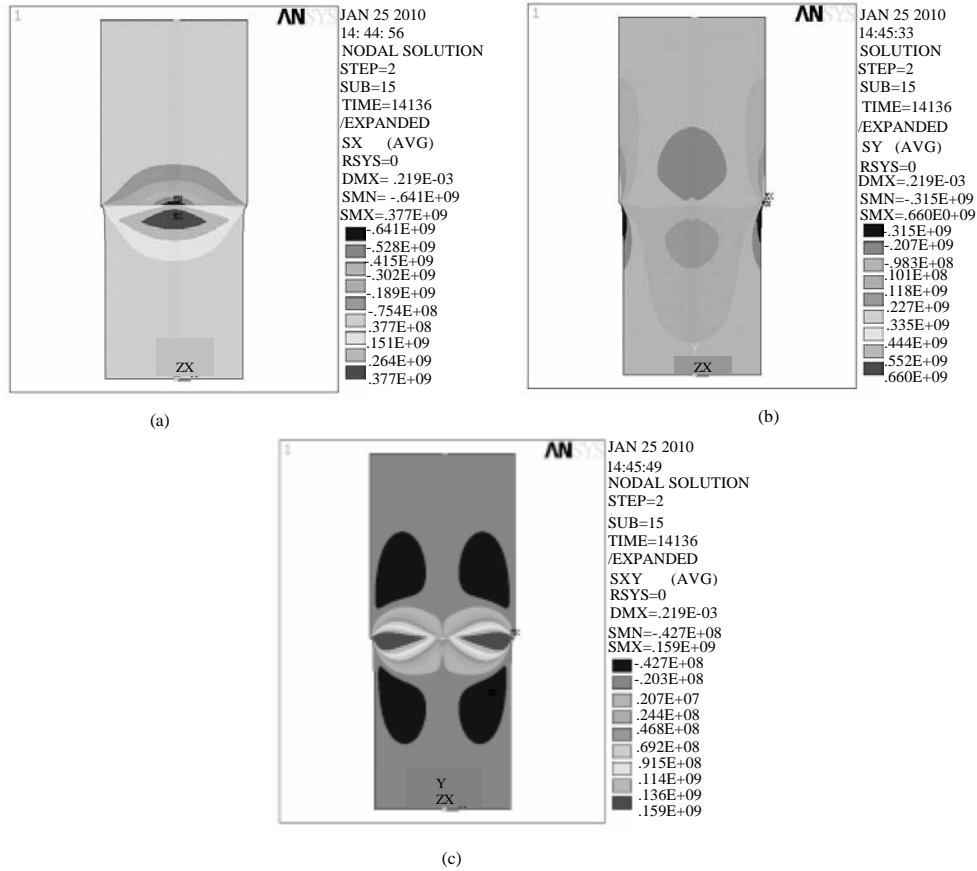 1
ANSYS
JAN 25 2010
14: 44: 56
NODAL SOLUTION
STEP=2
SUB=15
TIME=14136
/EXPANDED
SX (AVG)
RSYS=0
DMX= .219E-03
SMN= -.641E+09
SMX=.377E+09
-.641E+09
-.528E+09
-.415E+09
-.302E+09
-.189E+09
-.754E+08
.377E+08
.151E+09
.264E+09
.377E+09
ZX
(a)
1
ANSYS
JAN 25 2010
14:45:33
SOLUTION
STEP=2
SUB=15
TIME=14136
/EXPANDED
SY (AVG)
RSYS=0
DMX=.219E-03
SMN=-.315E+09
SMX=.660E0+09
-.315E+09
-.207E+09
-.983E+08
.101E+08
.118E+09
.227E+09
.335E+09
.444E+09
.552E+09
.660E+09
ZX
(b)
1
ANSYS
JAN 25 2010
14:45:49
NODAL SOLUTION
STEP=2
SUB=15
TIME=14136
/EXPANDED
SXY (AVG)
RSYS=0
DMX=.219E-03
SMN=-.427E+08
SMX=.159E+09
-.427E+08
-.203E+08
.207E+07
.244E+08
.468E+08
.692E+08
.915E+08
.114E+09
.136E+09
.159E+09
Y
ZX
(c)